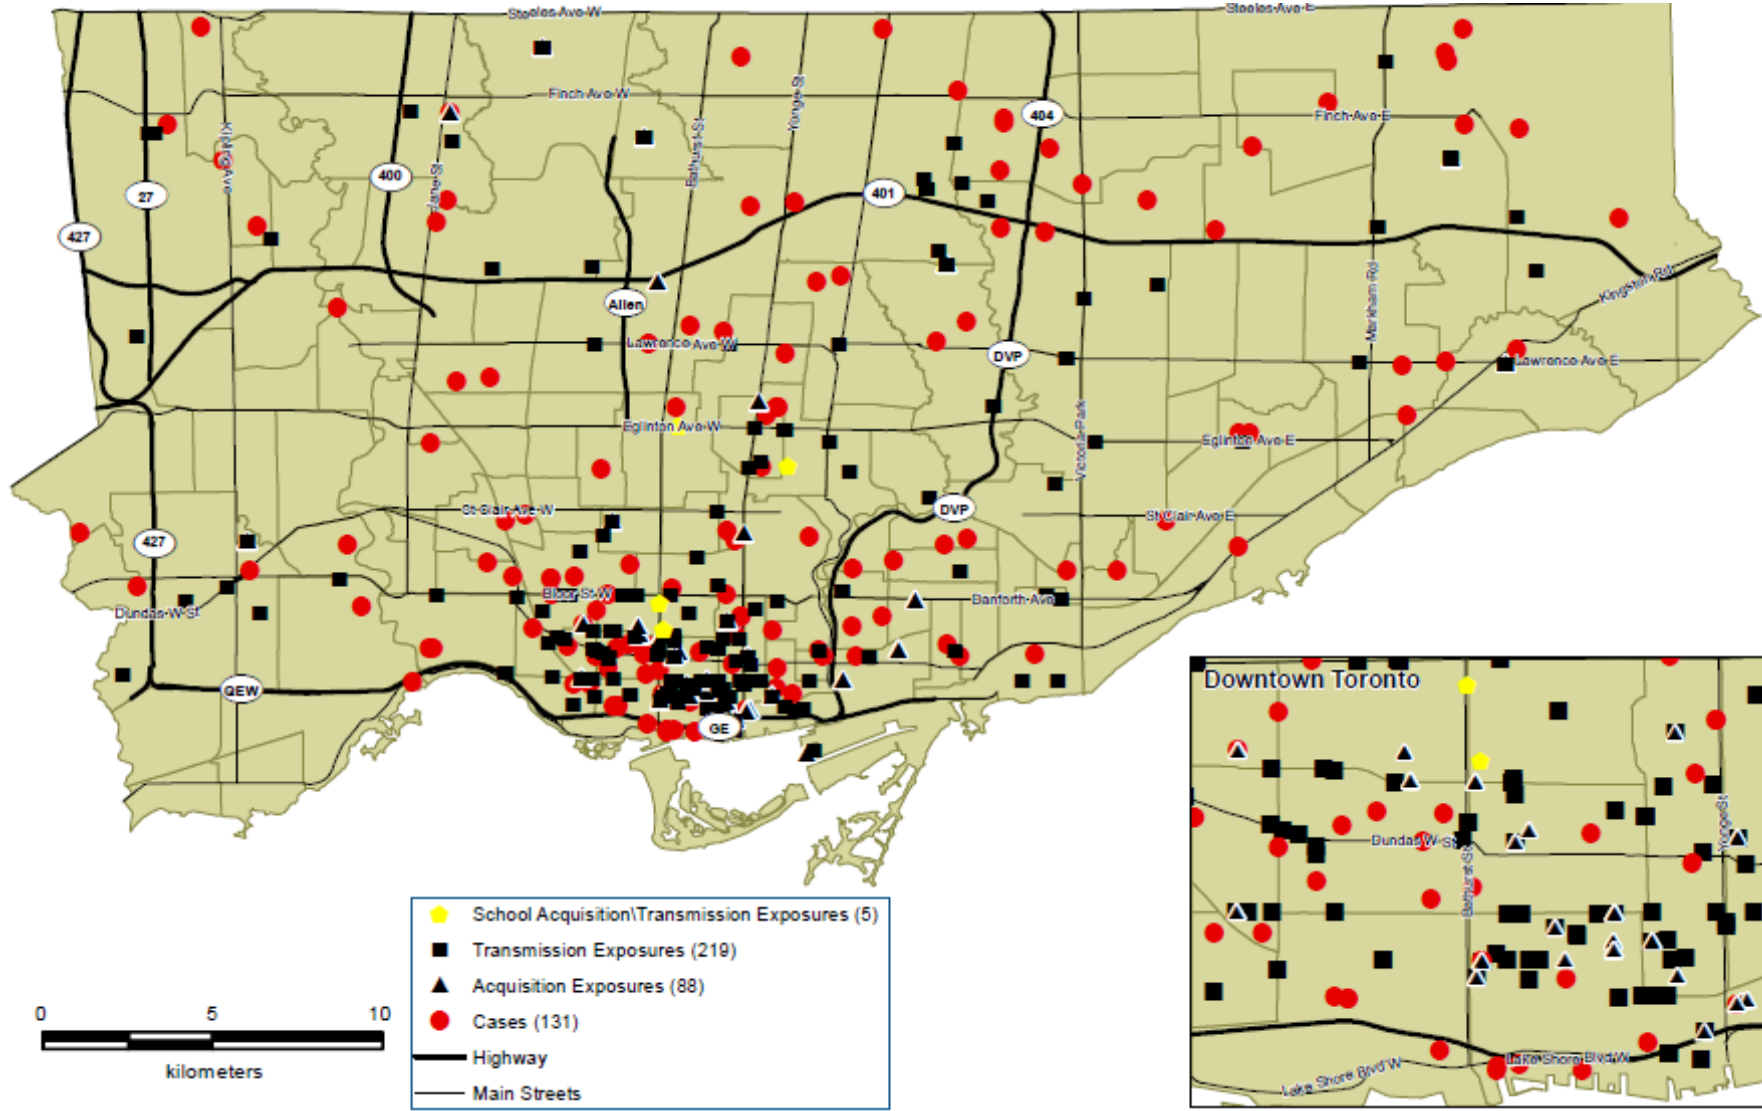 Steeles Ave W
Steeles Ave E
Finch Ave W
Yonge St
404
Finch Ave E
Kipling Ave
Bathurst St
400
Jane St
27
401
427
Allen
Markham Rd
Kingston Rd
Lawrence Ave W
DVP
Lawrence Ave E
Eglinton Ave W
Victoria Park
Eglinton Ave E
St Clair Ave W
DVP
St Clair Ave E
427
Bloor St W
Danforth Ave
Dundas W St
QEW
GE
Downtown Toronto
Yonge St
Dundas W St
Bathurst St
Lake Shore Blvd W
Lake Shore Blvd W
School Acquisition\Transmission Exposures (5)
Transmission Exposures (219)
Acquisition Exposures (88)
Cases (131)
Highway
Main Streets
0 5 10
kilometers